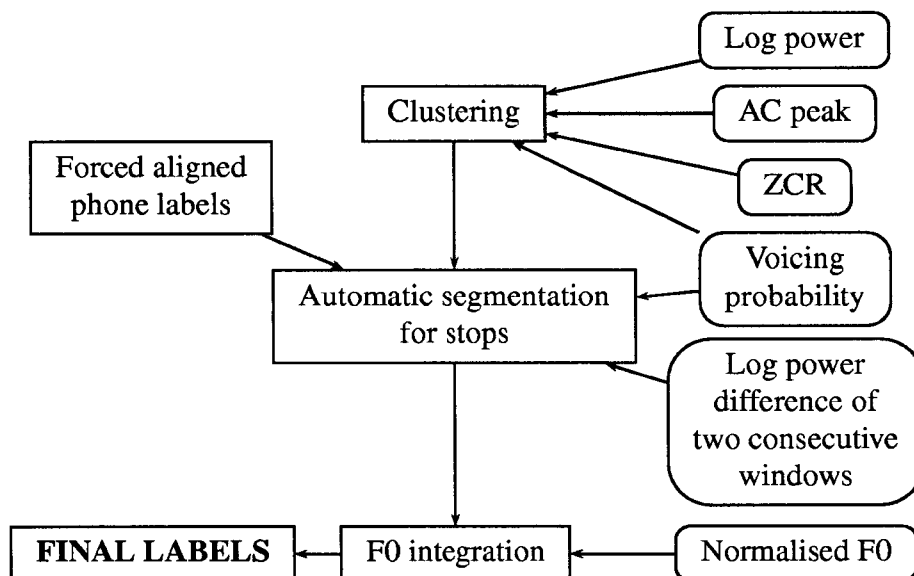 Log power
Clustering
AC peak
Forced aligned
phone labels
ZCR
Voicing
probability
Automatic segmentation
for stops
Log power
difference of
two consecutive
windows
FINAL LABELS
F0 integration
Normalised F0